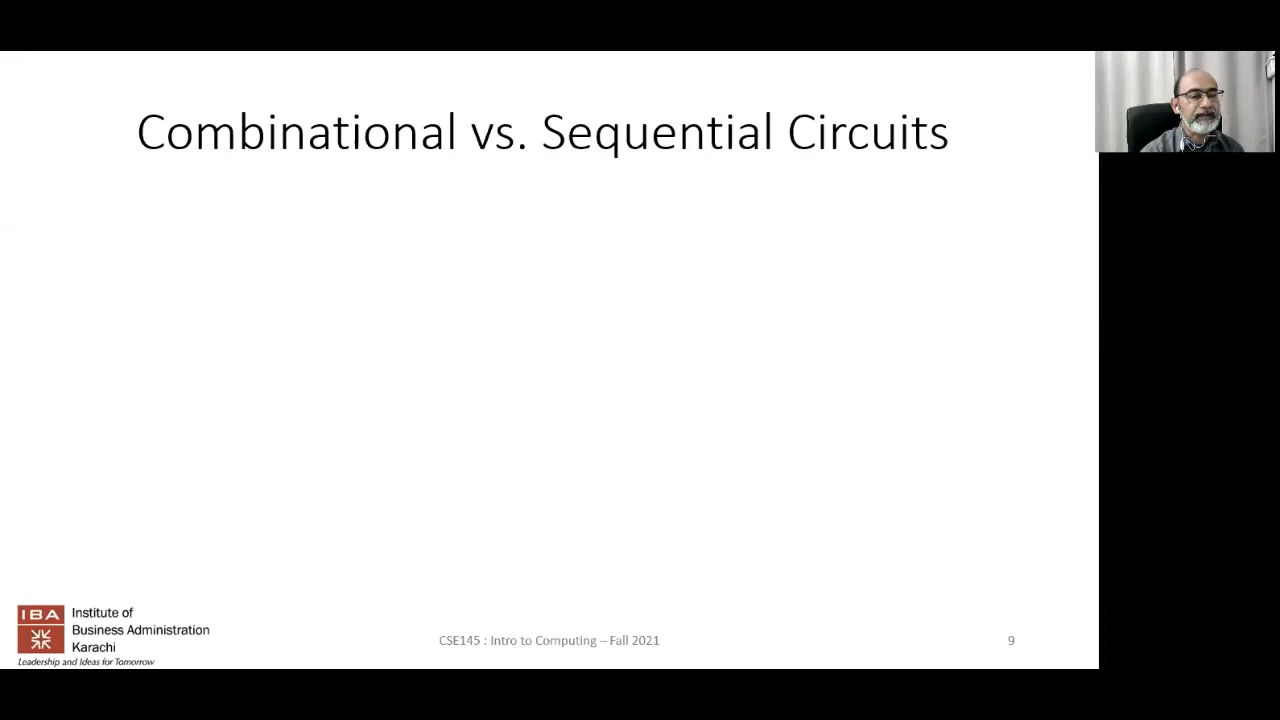 Combinational vs. Sequential Circuits
IBA
Institute of
Business Administration
Karachi
Leadership and Ideas for Tomorrow
CSE145 : Intro to Computing – Fall 2021
9